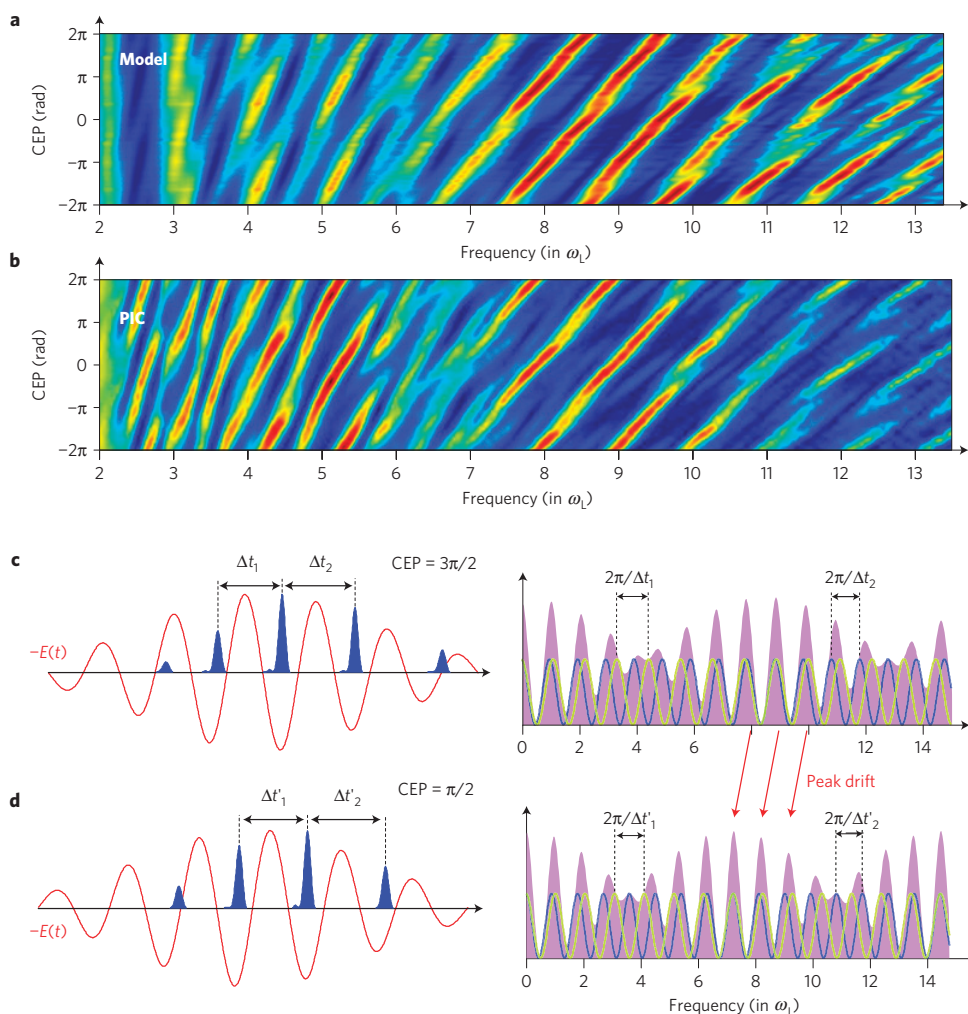 a
2π
π
0
−π
−2π
CEP (rad)
Model
2 3 4 5 6 7 8 9 10 11 12 13
Frequency (in ωL)
b
2π
π
0
−π
−2π
CEP (rad)
PIC
2 3 4 5 6 7 8 9 10 11 12 13
Frequency (in ωL)
c
Δt1 Δt2 CEP = 3π/2
−E(t)
2π/Δt1 2π/Δt2
0 2 4 6 12 14
Peak drift
d
Δt'1 Δt'2 CEP = π/2
−E(t)
2π/Δt'1 2π/Δt'2
0 2 4 6 8 10 12 14
Frequency (in ωL)